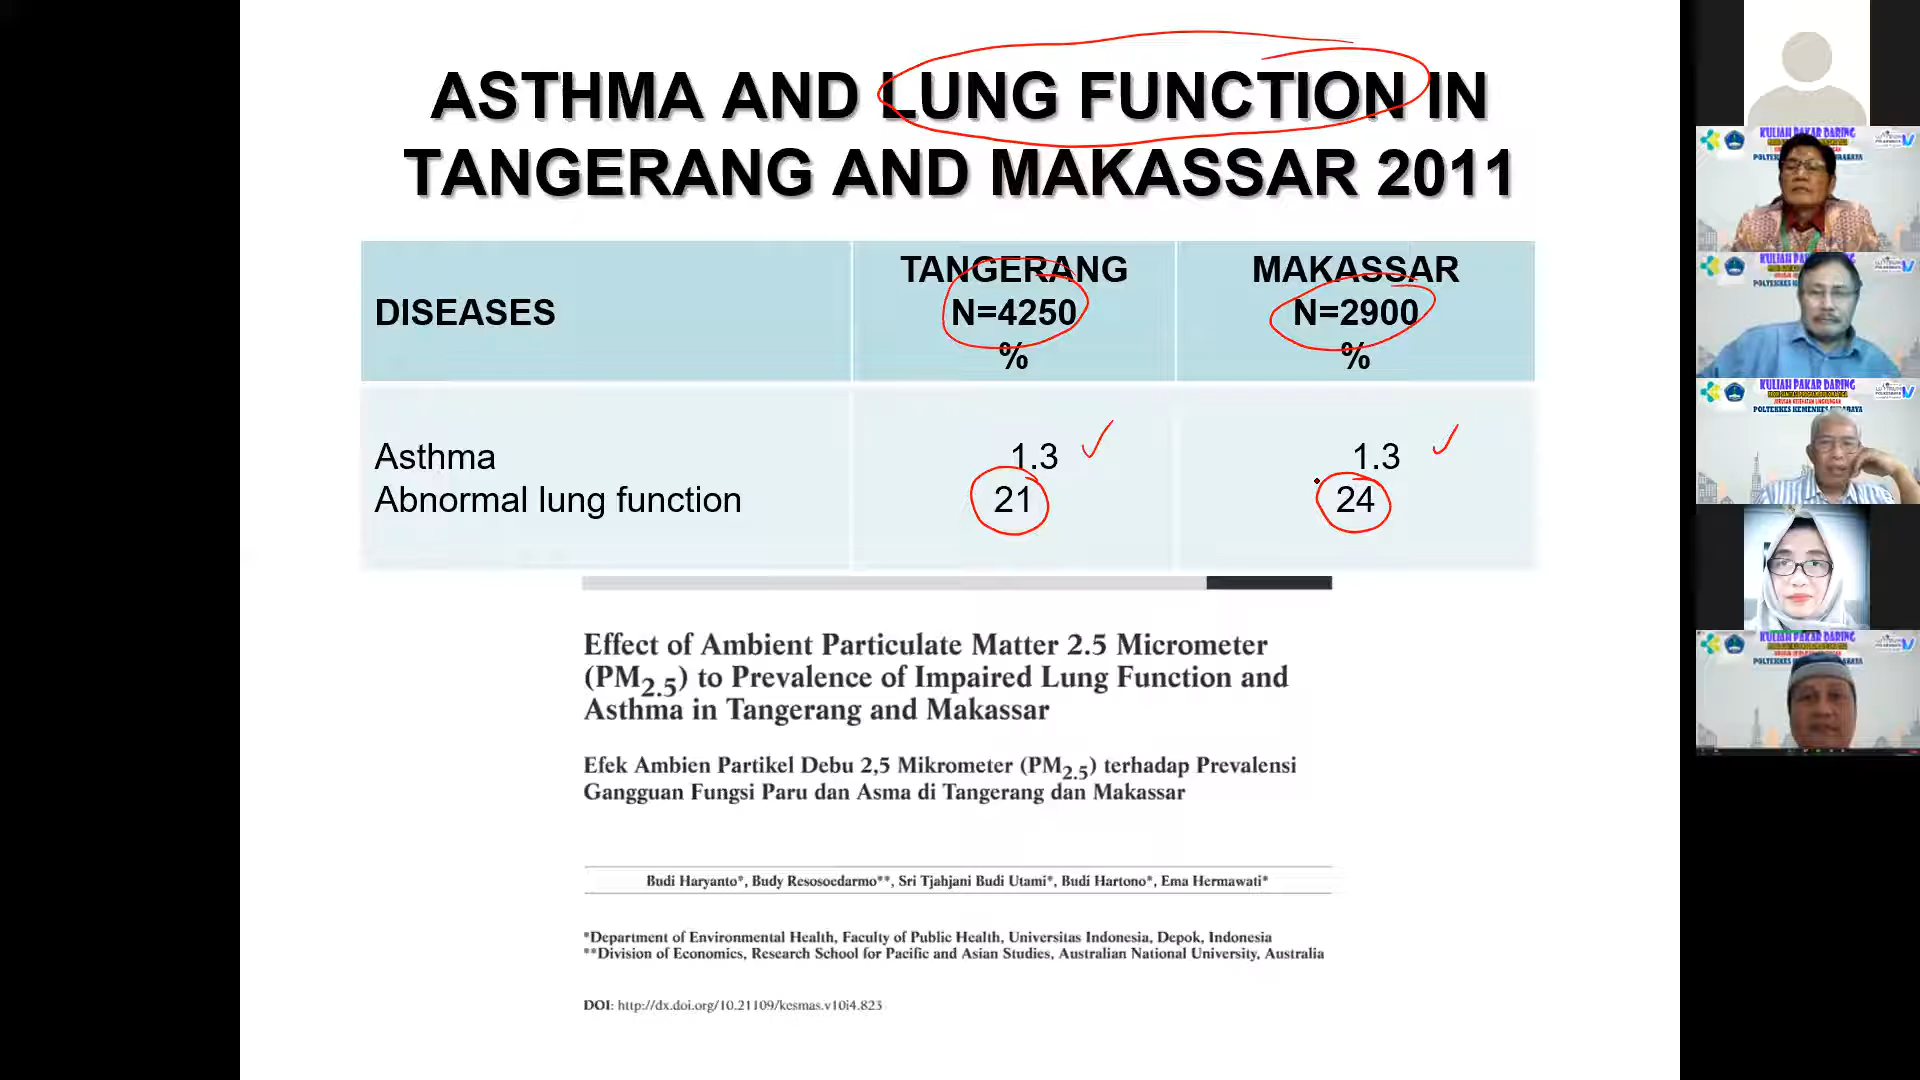 ASTHMA AND LUNG FUNCTION IN
TANGERANG AND MAKASSAR 2011
DISEASES
TANGERANG
N=4250
%
MAKASSAR
N=2900
%
Asthma 1.3 1.3
Abnormal lung function 21 24
Effect of Ambient Particulate Matter 2.5 Micrometer
(PM2.5) to Prevalence of Impaired Lung Function and
Asthma in Tangerang and Makassar
Efek Ambien Partikel Debu 2,5 Mikrometer (PM2.5) terhadap Prevalensi
Gangguan Fungsi Paru dan Asma di Tangerang dan Makassar
Budi Haryanto*, Budy Resosoedarmo**, Sri Tjahjani Budi Utami*, Budi Hartono*, Ema Hermawati*
*Department of Environmental Health, Faculty of Public Health, Universitas Indonesia, Depok, Indonesia
**Division of Economics, Research School for Pacific and Asian Studies, Australian National University, Australia
DOI: http://dx.doi.org/10.21109/kesmas.v10i4.823
KULIAH PAKAR DARING
KULIAH PAKAR DARING
POLTEKKES KEMENKES SURABAYA
KULIAH PAKAR DARING